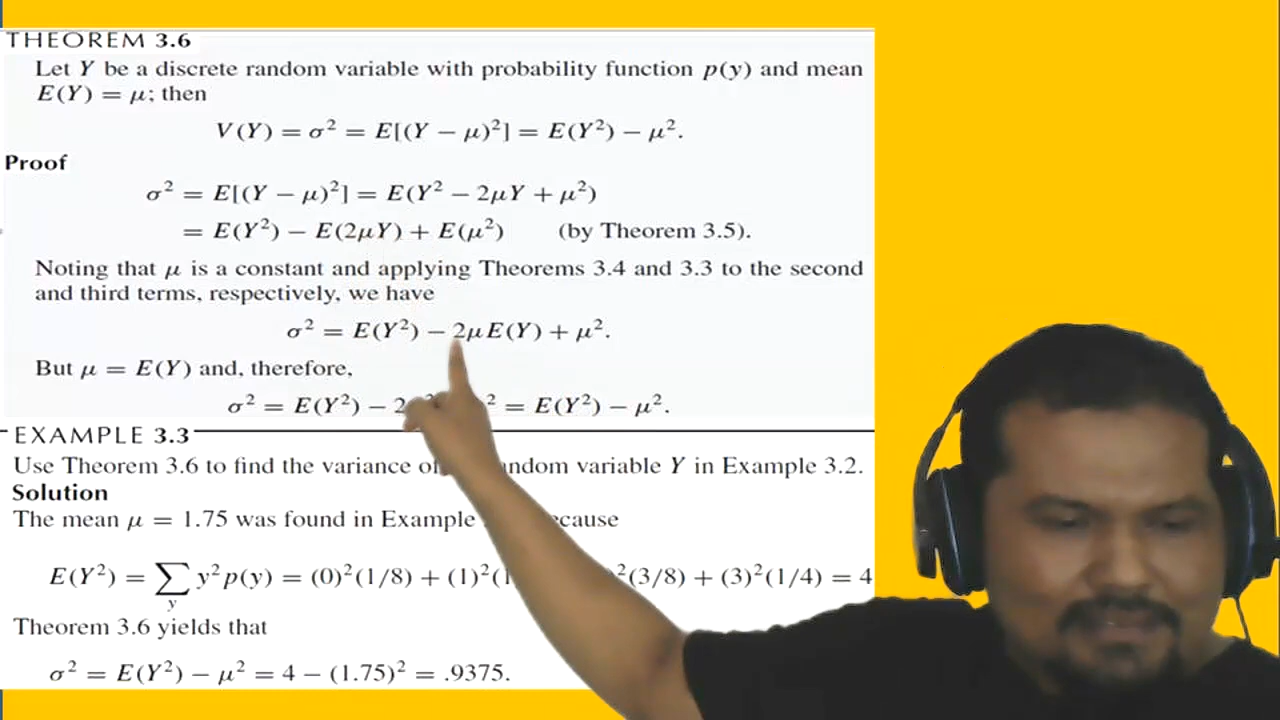 THEOREM 3.6
Let Y be a discrete random variable with probability function p(y) and mean
E(Y) = μ; then
V(Y) = σ² = E[(Y − μ)²] = E(Y²) − μ².
Proof
σ² = E[(Y − μ)²] = E(Y² − 2μY + μ²)
= E(Y²) − E(2μY) + E(μ²) (by Theorem 3.5).
Noting that μ is a constant and applying Theorems 3.4 and 3.3 to the second
and third terms, respectively, we have
σ² = E(Y²) − 2μE(Y) + μ².
But μ = E(Y) and, therefore,
σ² = E(Y²) − 2 ² = E(Y²) − μ².
EXAMPLE 3.3
Use Theorem 3.6 to find the variance of random variable Y in Example 3.2.
Solution
The mean μ = 1.75 was found in Example
E(Y²) = ∑ y²p(y) = (0)²(1/8) + (1)²(1 ²(3/8) + (3)²(1/4) = 4
y
Theorem 3.6 yields that
σ² = E(Y²) − μ² = 4 − (1.75)² = .9375.